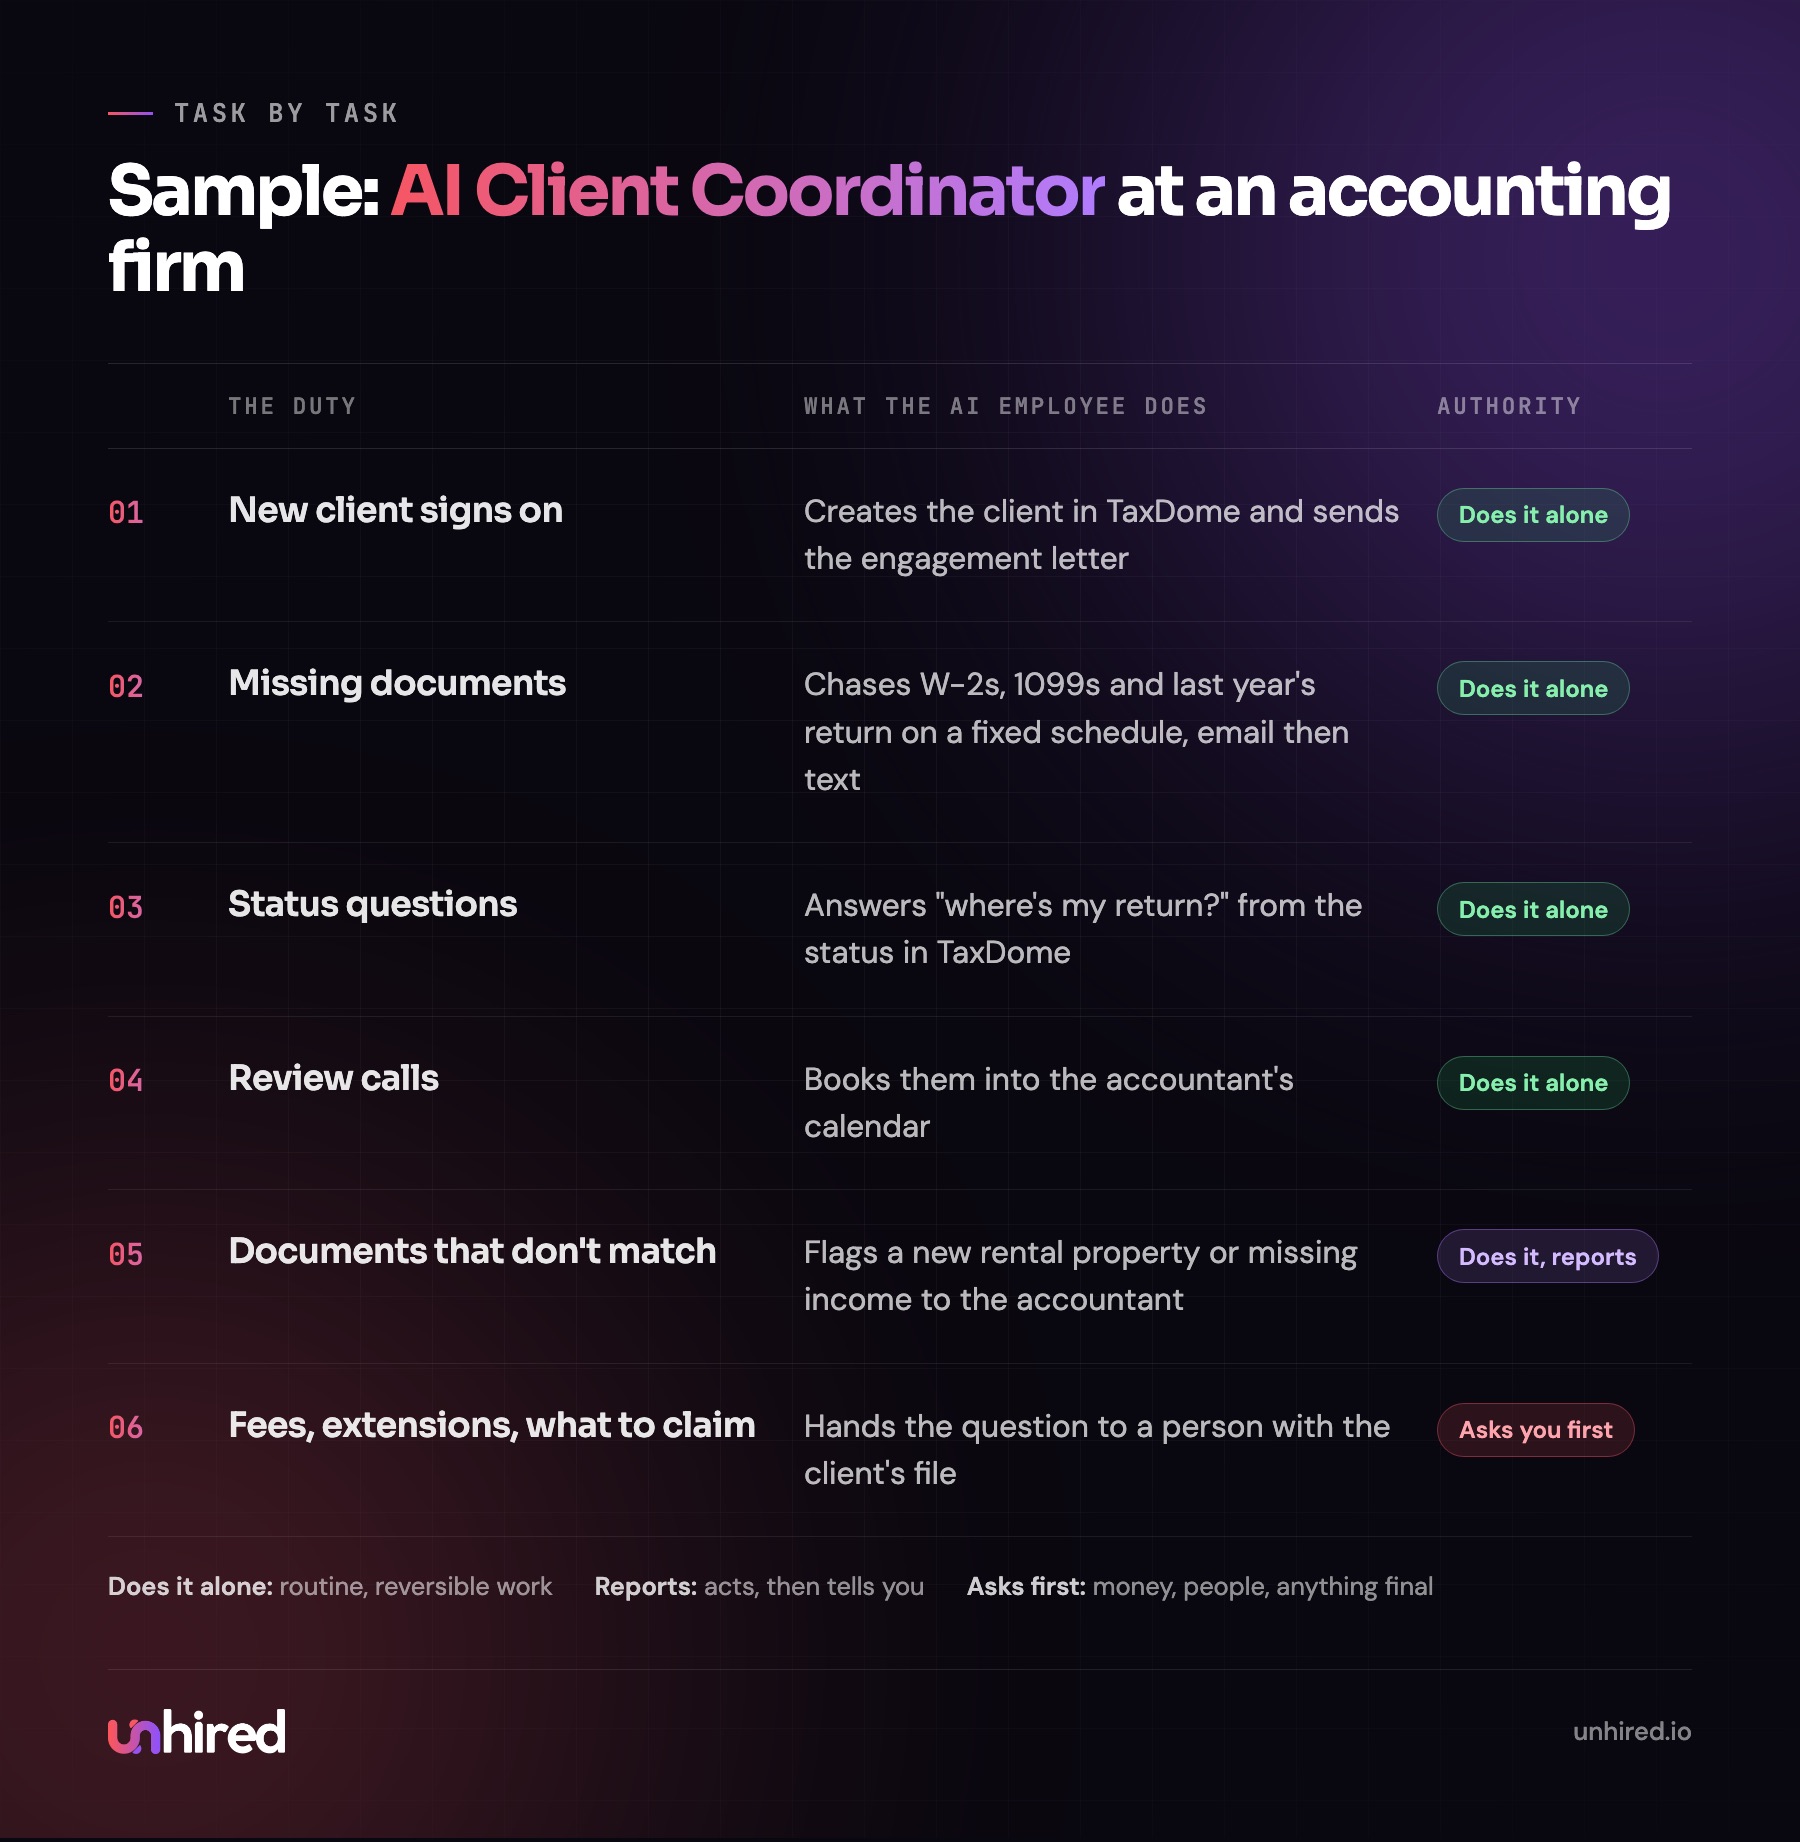 TASK BY TASK
Sample: AI Client Coordinator at an accounting
firm
THE DUTY WHAT THE AI EMPLOYEE DOES AUTHORITY
01 New client signs on Creates the client in TaxDome and sends Does it alone
the engagement letter
02 Missing documents Chases W-2s, 1099s and last year's Does it alone
return on a fixed schedule, email then
text
03 Status questions Answers "where's my return?" from the Does it alone
status in TaxDome
04 Review calls Books them into the accountant's Does it alone
calendar
05 Documents that don't match Flags a new rental property or missing Does it, reports
income to the accountant
06 Fees, extensions, what to claim Hands the question to a person with the Asks you first
client's file
Does it alone: routine, reversible work Reports: acts, then tells you Asks first: money, people, anything final
unhired unhired.io